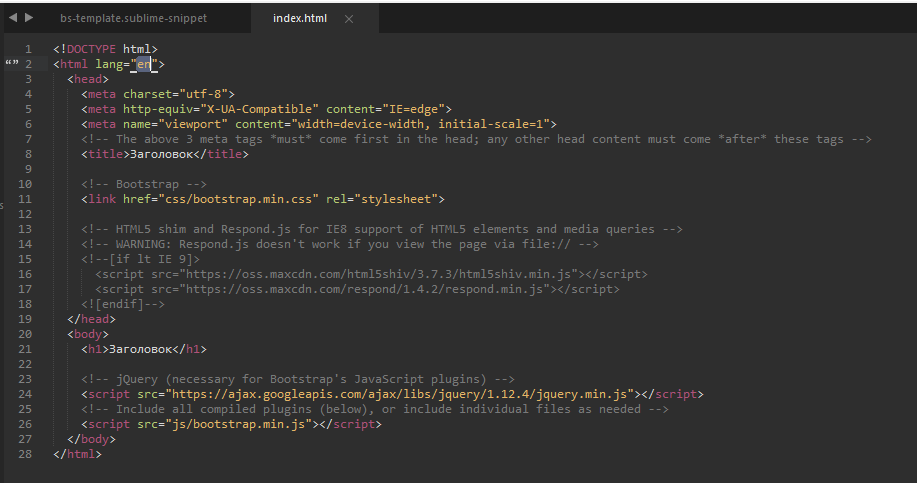 bs-template.sublime-snippet index.html ×
1 <!DOCTYPE html>
“” 2 <html lang="en">
3 <head>
4 <meta charset="utf-8">
5 <meta http-equiv="X-UA-Compatible" content="IE=edge">
6 <meta name="viewport" content="width=device-width, initial-scale=1">
7 <!-- The above 3 meta tags *must* come first in the head; any other head content must come *after* these tags -->
8 <title>Заголовок</title>
9
10 <!-- Bootstrap -->
11 <link href="css/bootstrap.min.css" rel="stylesheet">
12
13 <!-- HTML5 shim and Respond.js for IE8 support of HTML5 elements and media queries -->
14 <!-- WARNING: Respond.js doesn't work if you view the page via file:// -->
15 <!--[if lt IE 9]>
16 <script src="https://oss.maxcdn.com/html5shiv/3.7.3/html5shiv.min.js"></script>
17 <script src="https://oss.maxcdn.com/respond/1.4.2/respond.min.js"></script>
18 <![endif]-->
19 </head>
20 <body>
21 <h1>Заголовок</h1>
22
23 <!-- jQuery (necessary for Bootstrap's JavaScript plugins) -->
24 <script src="https://ajax.googleapis.com/ajax/libs/jquery/1.12.4/jquery.min.js"></script>
25 <!-- Include all compiled plugins (below), or include individual files as needed -->
26 <script src="js/bootstrap.min.js"></script>
27 </body>
28 </html>